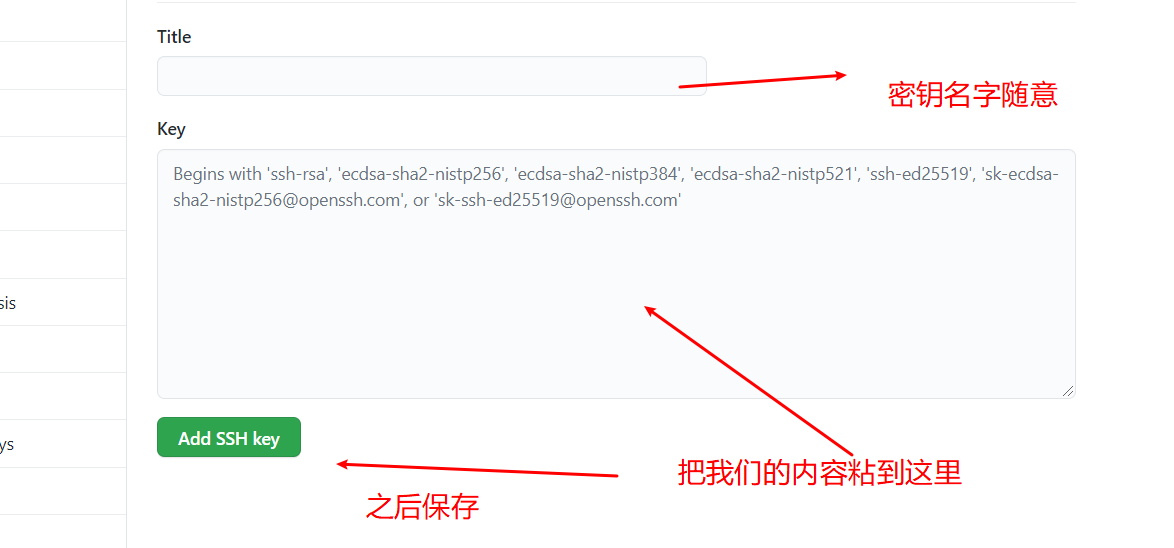 Title
密钥名字随意
Key
Begins with 'ssh-rsa', 'ecdsa-sha2-nistp256', 'ecdsa-sha2-nistp384', 'ecdsa-sha2-nistp521', 'ssh-ed25519', 'sk-ecdsa-
sha2-nistp256@openssh.com', or 'sk-ssh-ed25519@openssh.com'
sis
Add SSH key
ys
把我们的内容粘到这里
之后保存